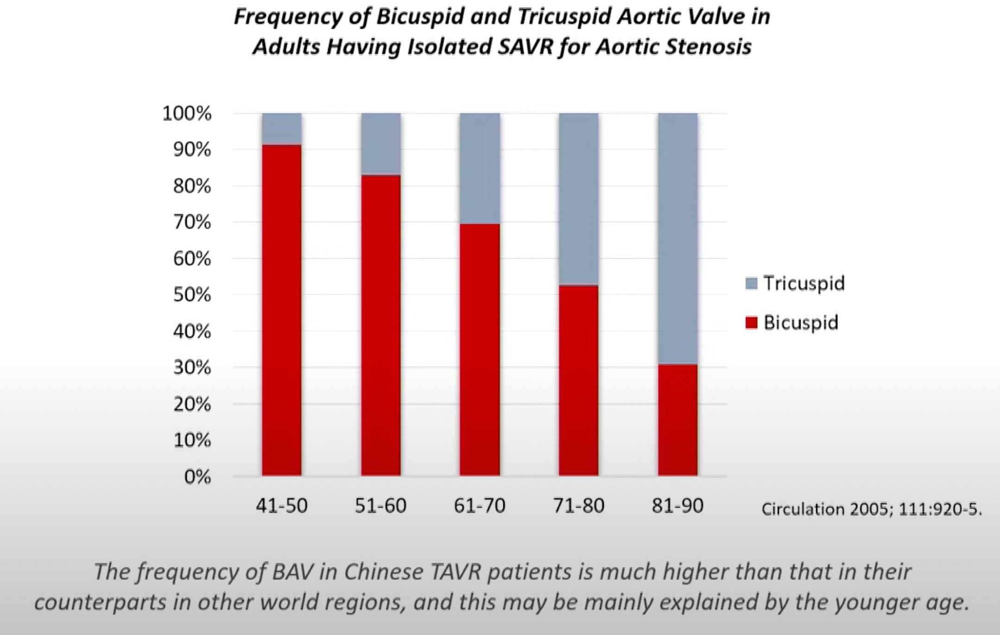 Frequency of Bicuspid and Tricuspid Aortic Valve in
Adults Having Isolated SAVR for Aortic Stenosis
100%
90%
80%
70%
60%
50%
40%
30%
20%
10%
0%
41-50
51-60
61-70
71-80
81-90
Tricuspid
Bicuspid
Circulation 2005; 111:920-5.
The frequency of BAV in Chinese TAVR patients is much higher than that in their
counterparts in other world regions, and this may be mainly explained by the younger age.